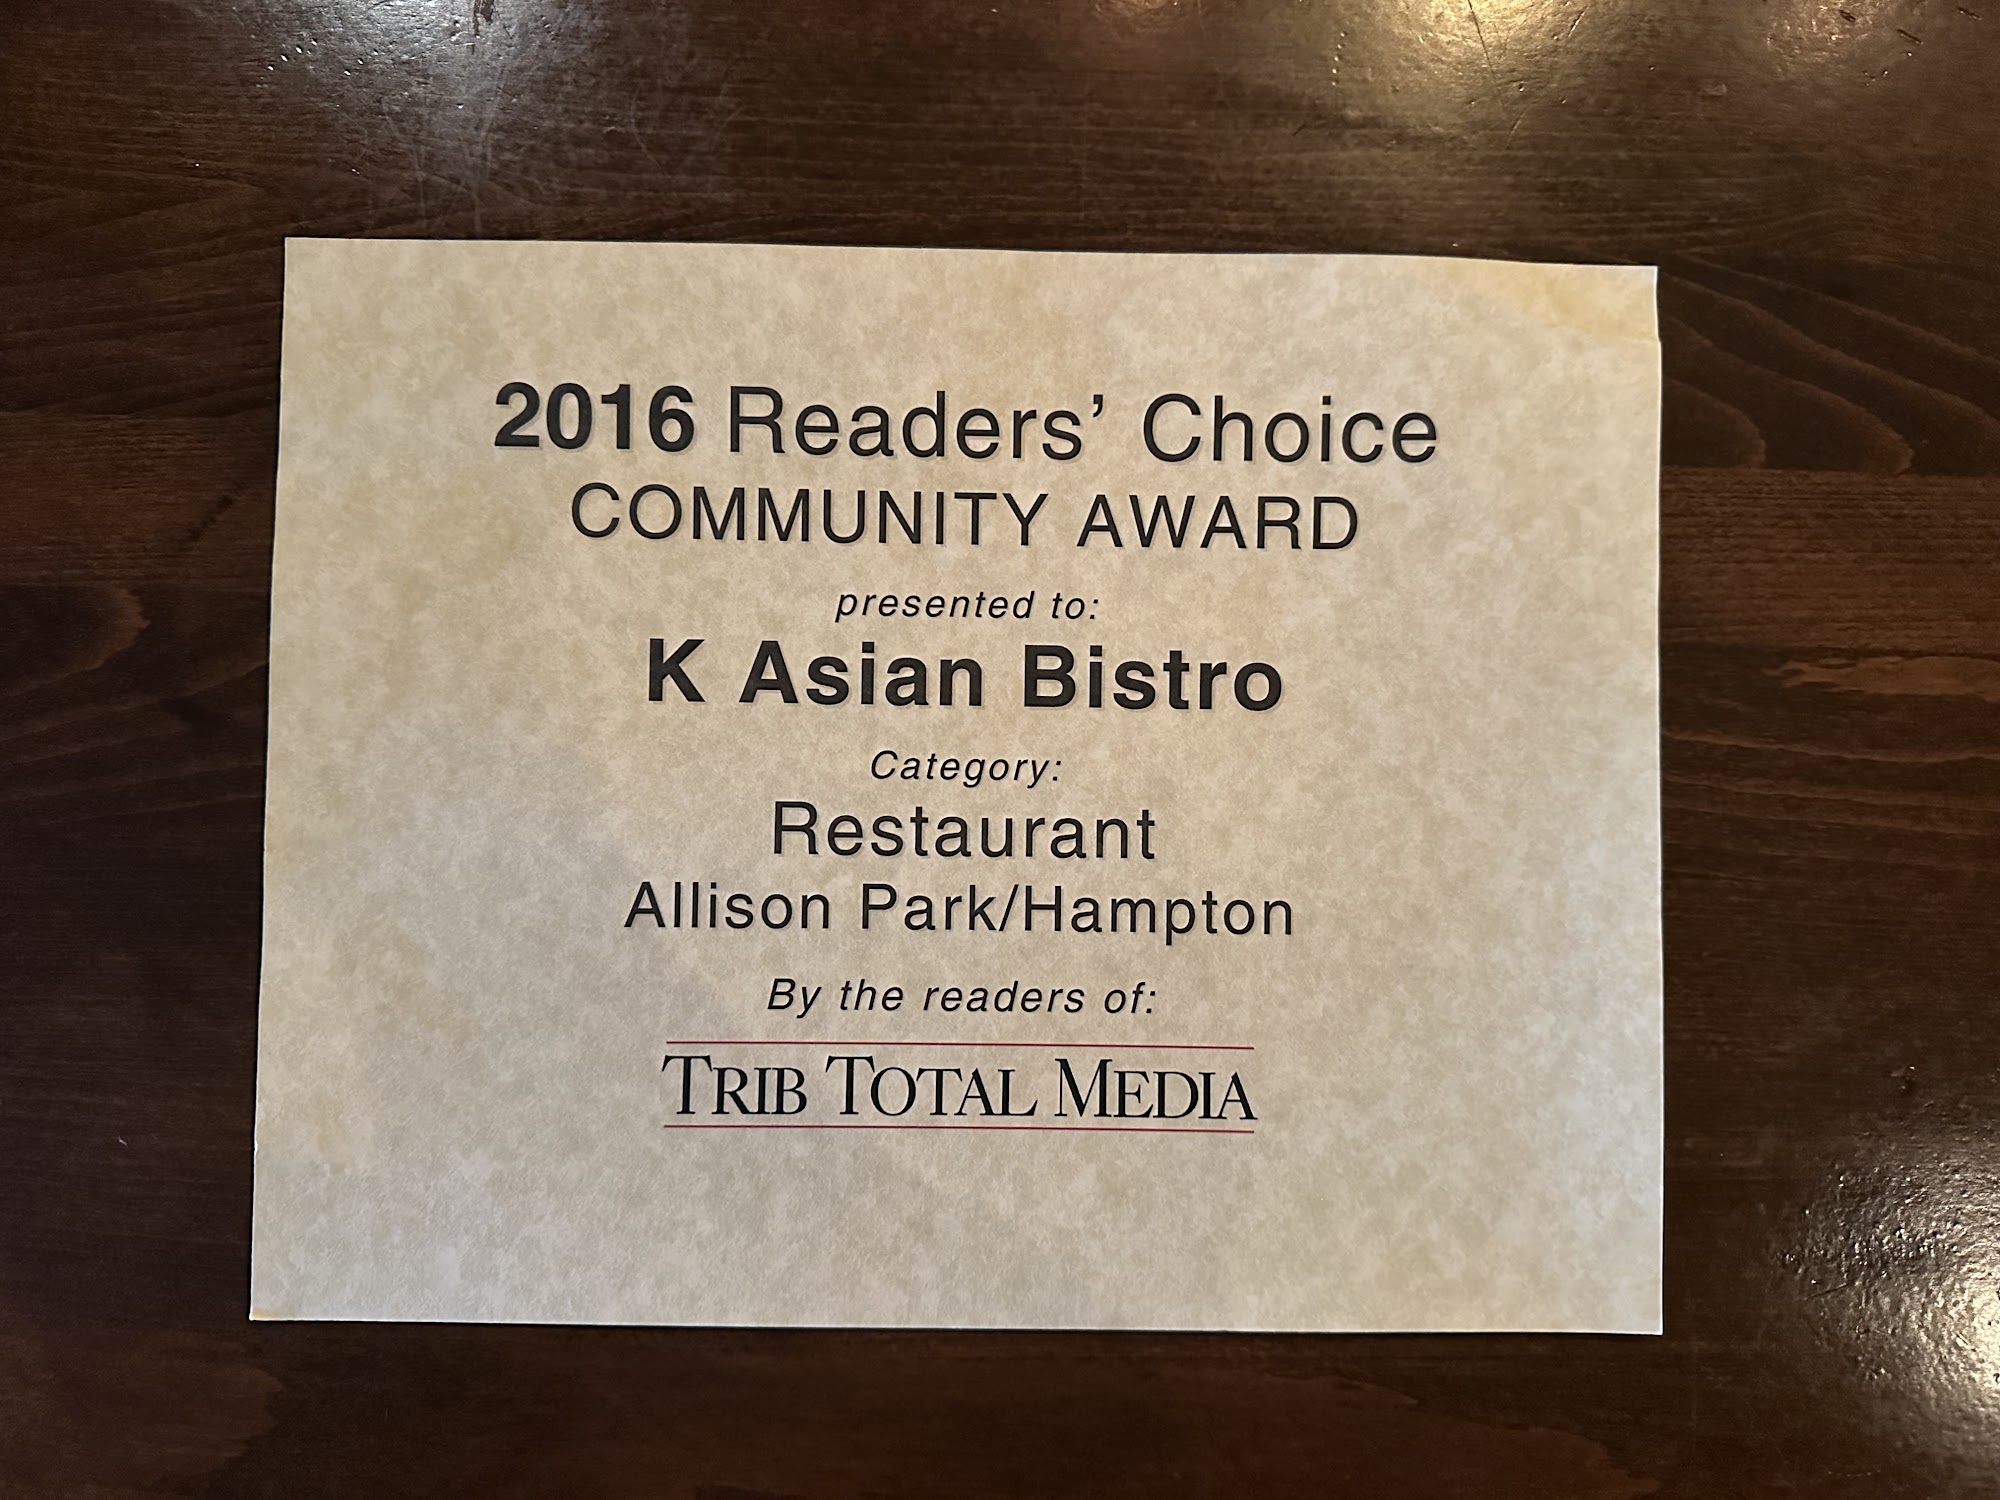 2016 Readers’ Choice
COMMUNITY AWARD
presented to:
K Asian Bistro
Category:
Restaurant
Allison Park/Hampton
By the readers of:
TRIB TOTAL MEDIA